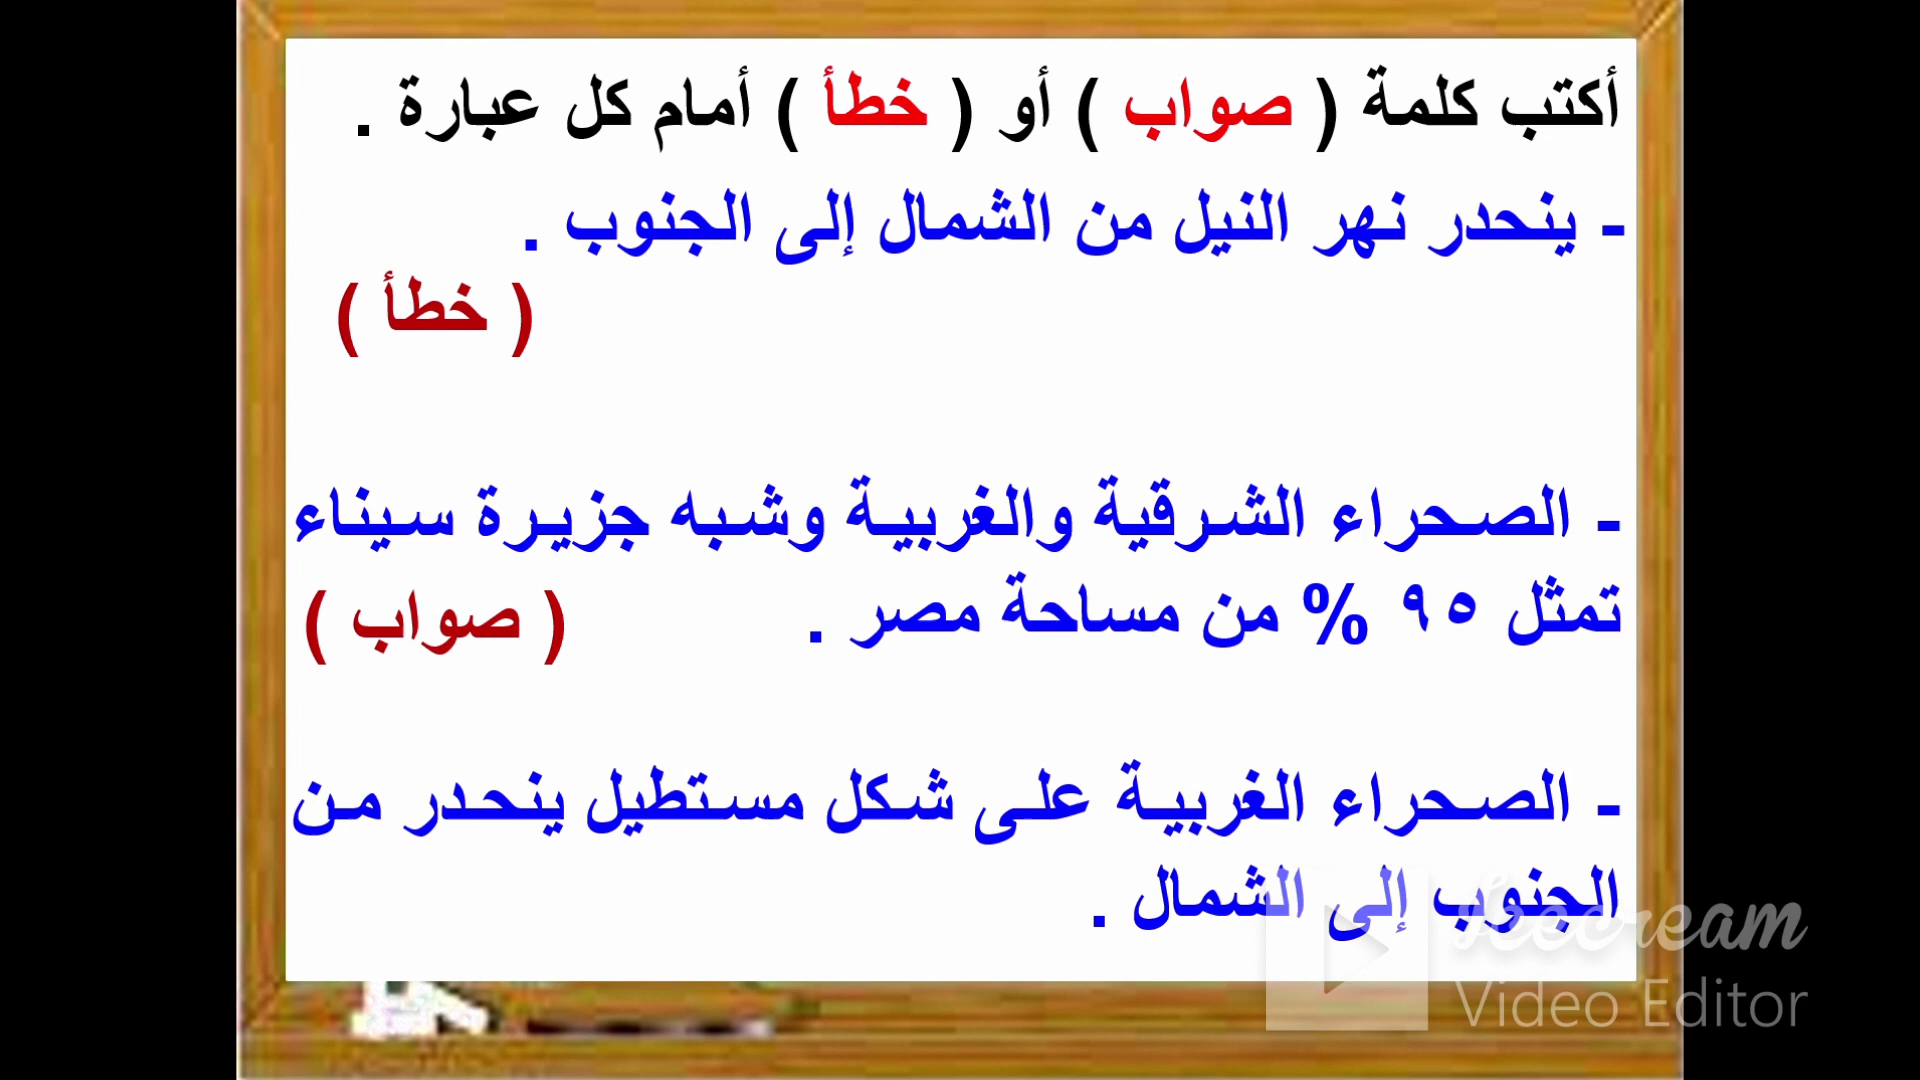 أكتب كلمة ( صواب ) أو ( خطأ ) أمام كل عبارة .
- ينحدر نهر النيل من الشمال إلى الجنوب .
( خطأ )
- الصحراء الشرقية والغربية وشبه جزيرة سيناء
تمثل ٩٥ % من مساحة مصر . ( صواب )
- الصحراء الغربية على شكل مستطيل ينحدر من
الجنوب إلى الشمال .
Icecream
Video Editor